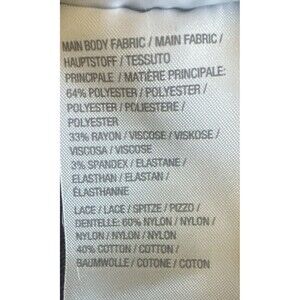 MAIN BODY FABRIC / MAIN FABRIC /
HAUPTSTOFF / TESSUTO
PRINCIPALE / MATIÈRE PRINCIPALE:
64% POLYESTER / POLYESTER /
POLYESTER / POLIESTERE /
POLYESTER
33% RAYON / VISCOSE / VISKOSE /
VISCOSA / VISCOSE
3% SPANDEX / ELASTANE /
ELASTHAN / ELASTAN /
ÉLASTHANNE
LACE / LACE / SPITZE / PIZZO /
DENTELLE: 60% NYLON / NYLON /
NYLON / NYLON / NYLON
40% COTTON / COTTON /
BAUMWOLLE / COTONE / COTON